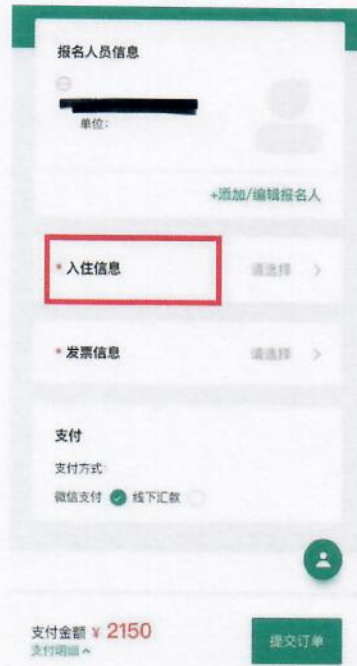 报名人员信息
单位：
+添加/编辑报名人
* 入住信息
请选择 >
* 发票信息
请选择 >
支付
支付方式：
微信支付 线下汇款
支付金额 ¥ 2150
支付明细
提交订单